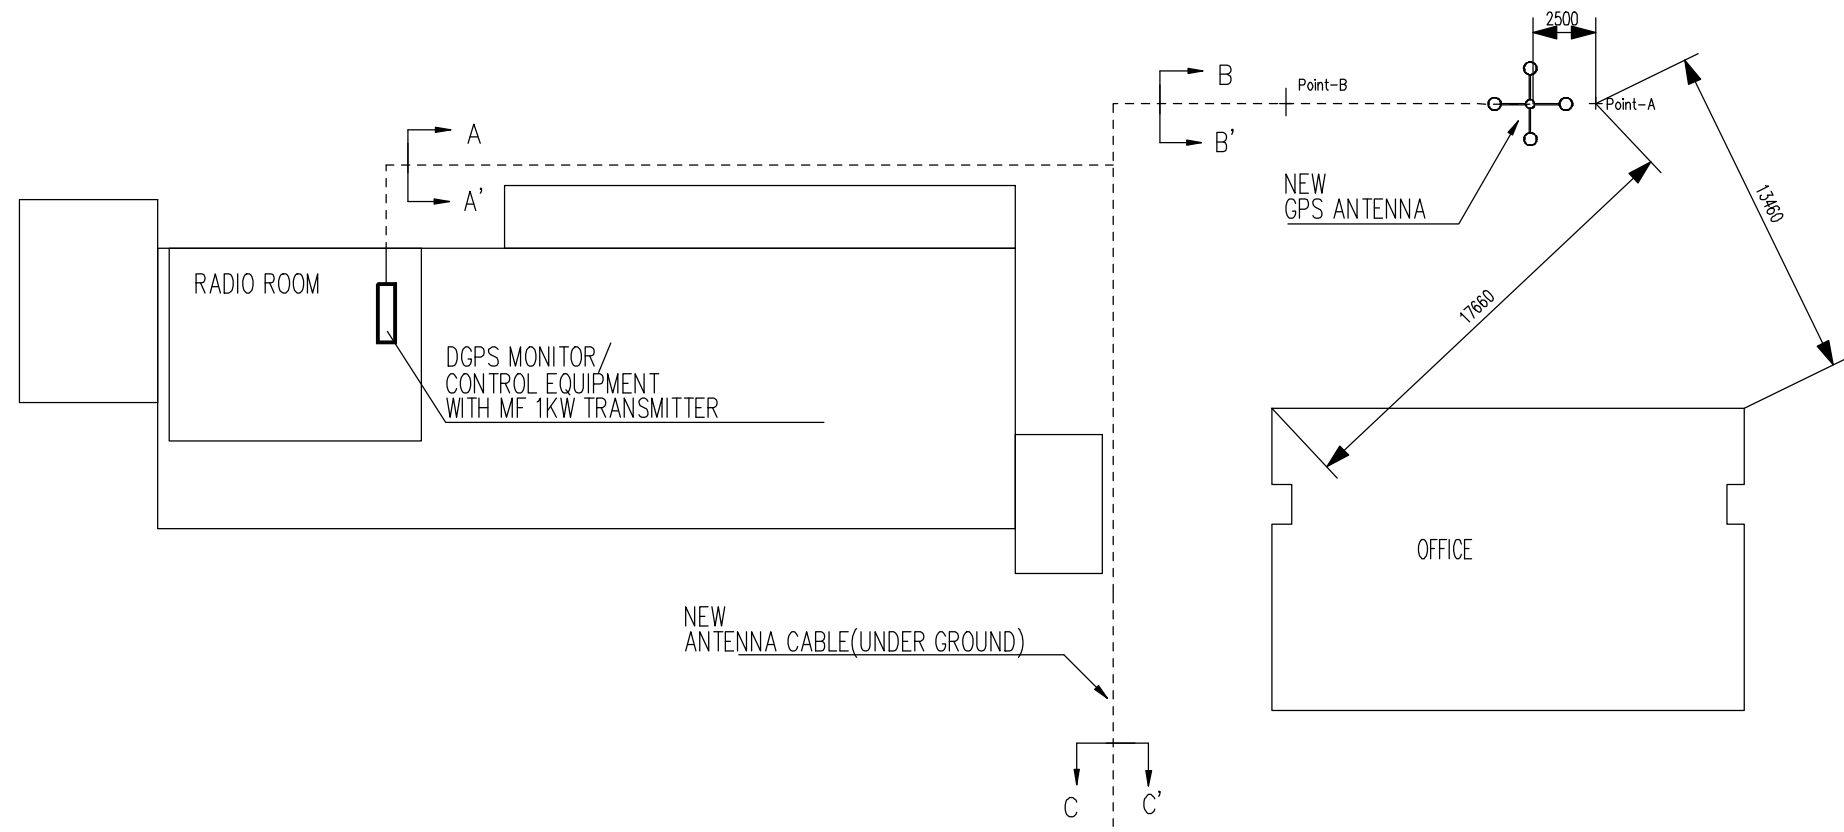 2500
B
Point-B
Point-A
A
B'
A'
NEW
GPS ANTENNA
13460
RADIO ROOM
17660
DGPS MONITOR/
CONTROL EQUIPMENT
WITH MF 1KW TRANSMITTER
OFFICE
NEW
ANTENNA CABLE(UNDER GROUND)
C
C'